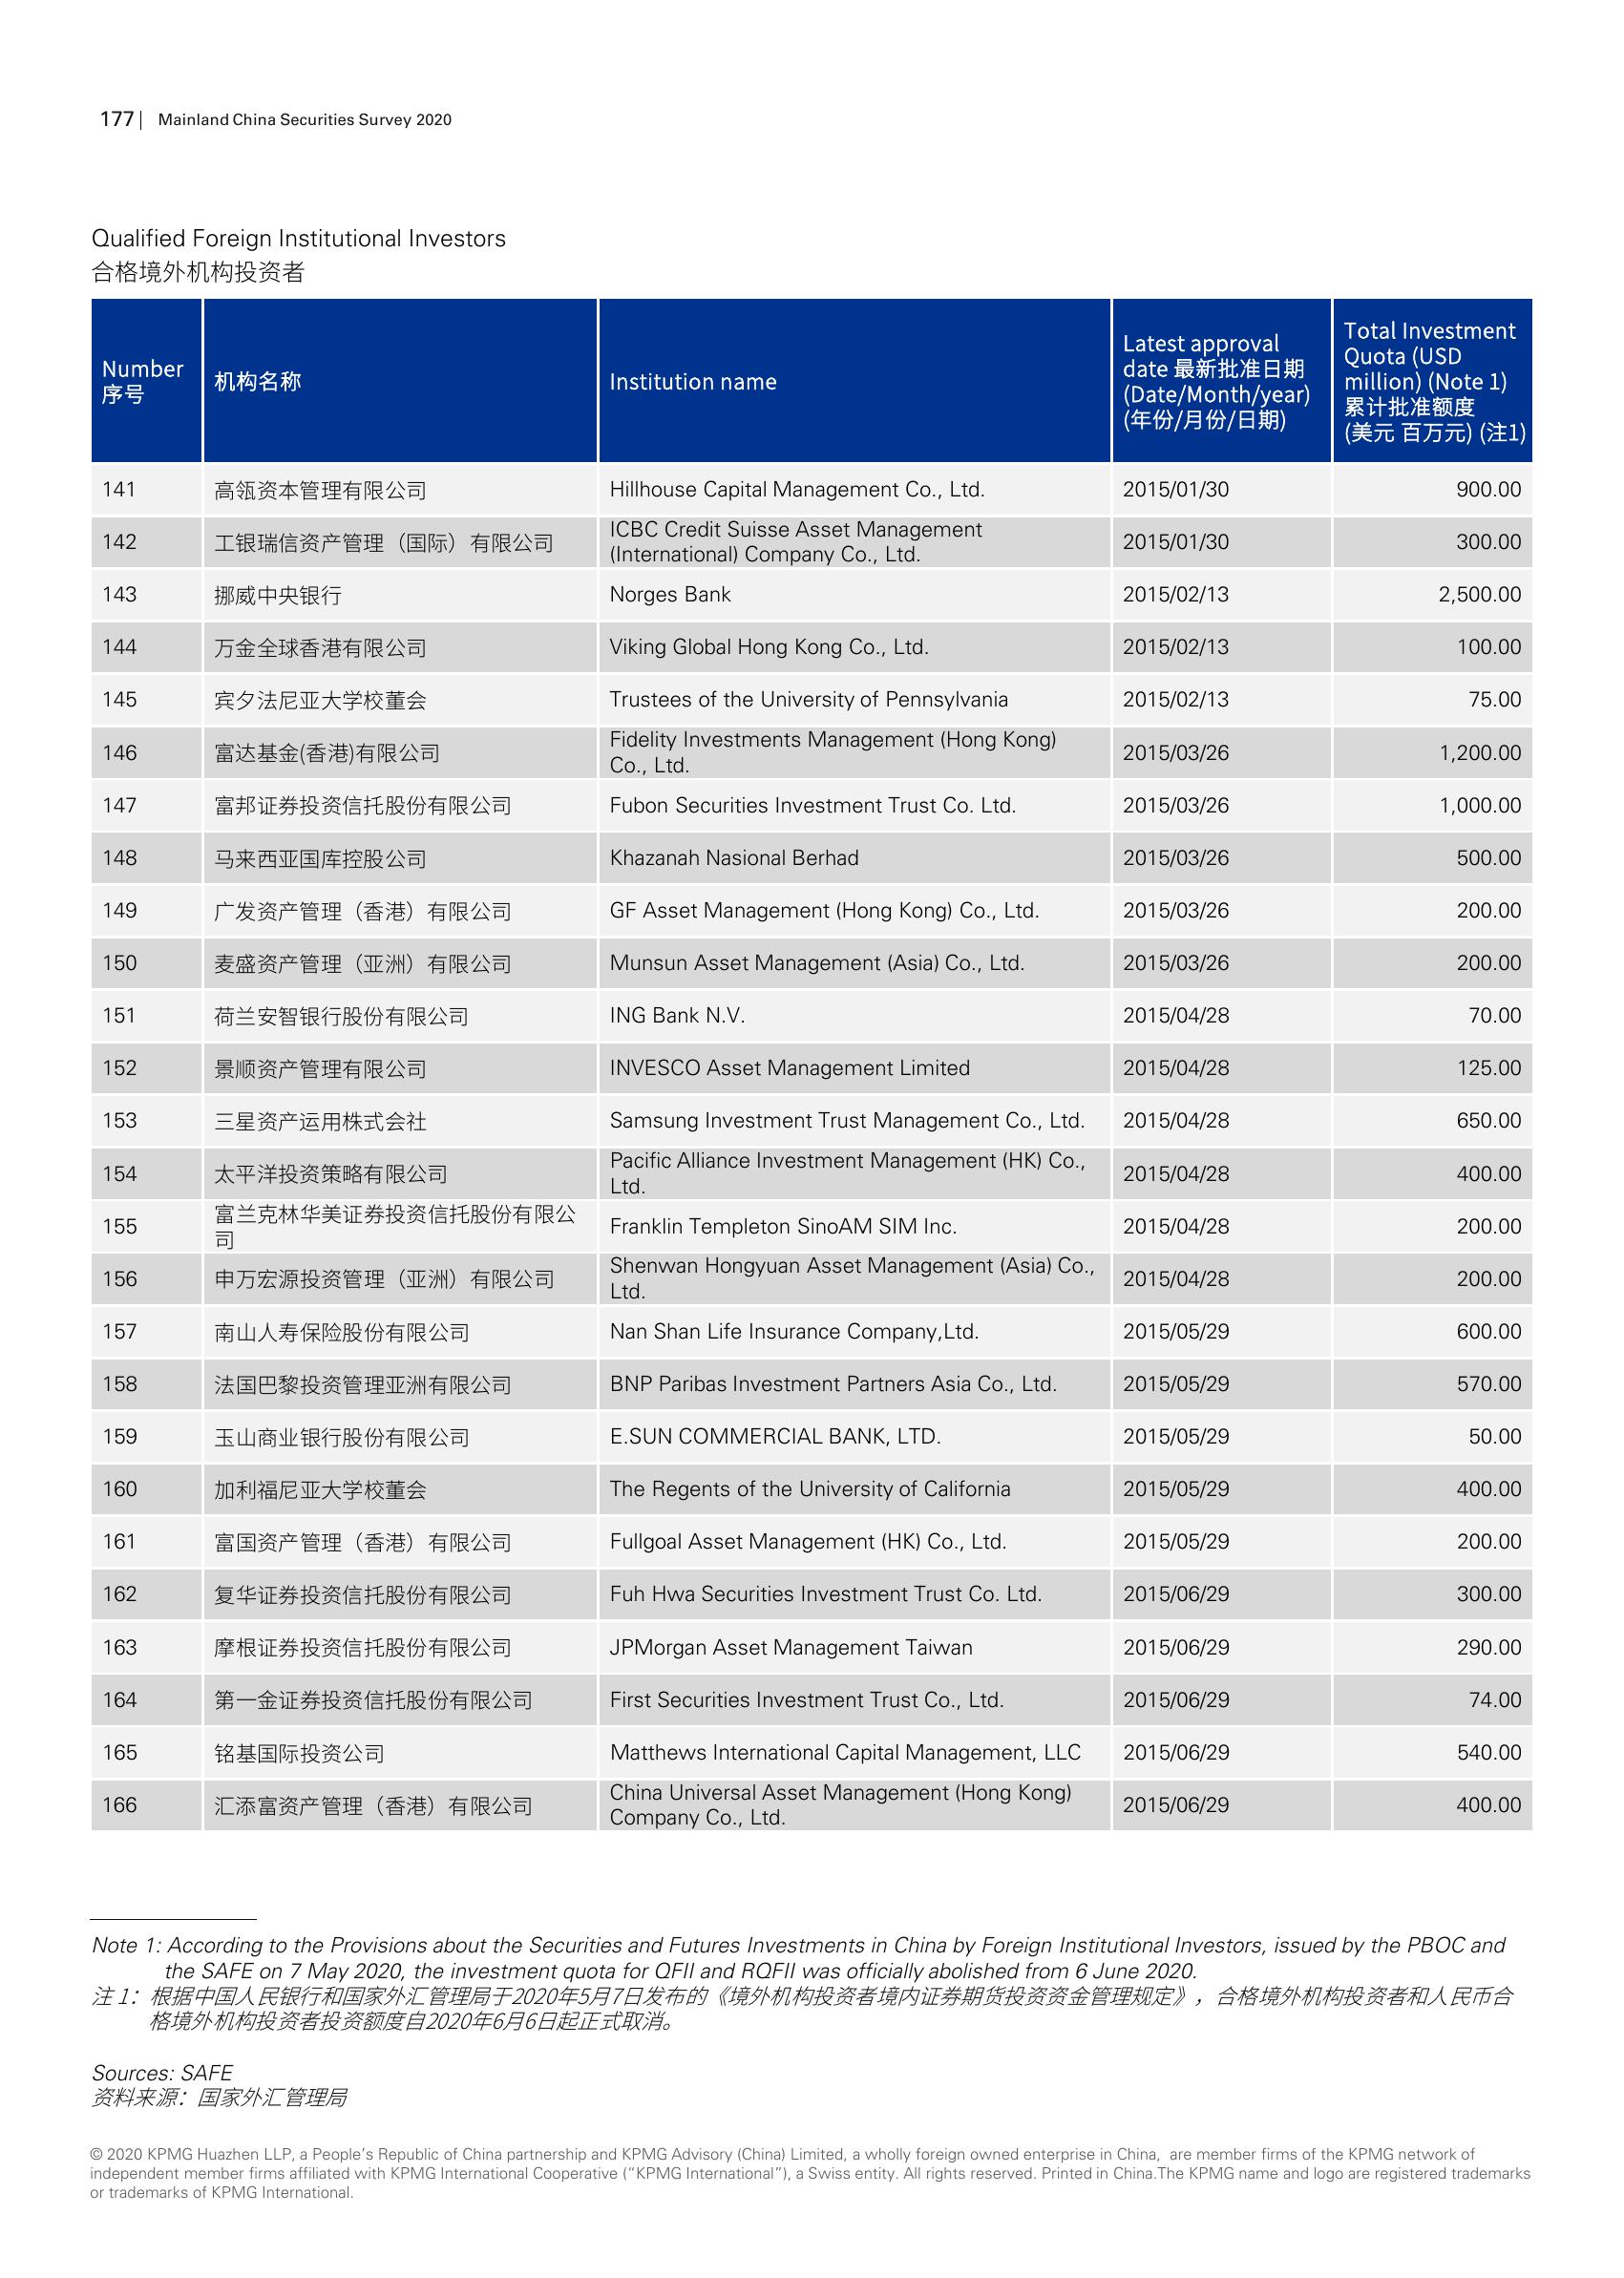 177 | Mainland China Securities Survey 2020
Qualified Foreign Institutional Investors
合格境外机构投资者
Number
序号
机构名称
Institution name
Latest approval
date 最新批准日期
(Date/Month/year)
(年份/月份/日期)
Total Investment
Quota (USD
million) (Note 1)
累计批准额度
(美元 百万元) (注1)
141 高瓴资本管理有限公司 Hillhouse Capital Management Co., Ltd. 2015/01/30 900.00
142 工银瑞信资产管理（国际）有限公司 ICBC Credit Suisse Asset Management
(International) Company Co., Ltd. 2015/01/30 300.00
143 挪威中央银行 Norges Bank 2015/02/13 2,500.00
144 万金全球香港有限公司 Viking Global Hong Kong Co., Ltd. 2015/02/13 100.00
145 宾夕法尼亚大学校董会 Trustees of the University of Pennsylvania 2015/02/13 75.00
146 富达基金(香港)有限公司 Fidelity Investments Management (Hong Kong)
Co., Ltd. 2015/03/26 1,200.00
147 富邦证券投资信托股份有限公司 Fubon Securities Investment Trust Co. Ltd. 2015/03/26 1,000.00
148 马来西亚国库控股公司 Khazanah Nasional Berhad 2015/03/26 500.00
149 广发资产管理（香港）有限公司 GF Asset Management (Hong Kong) Co., Ltd. 2015/03/26 200.00
150 麦盛资产管理（亚洲）有限公司 Munsun Asset Management (Asia) Co., Ltd. 2015/03/26 200.00
151 荷兰安智银行股份有限公司 ING Bank N.V. 2015/04/28 70.00
152 景顺资产管理有限公司 INVESCO Asset Management Limited 2015/04/28 125.00
153 三星资产运用株式会社 Samsung Investment Trust Management Co., Ltd. 2015/04/28 650.00
154 太平洋投资策略有限公司 Pacific Alliance Investment Management (HK) Co.,
Ltd. 2015/04/28 400.00
155 富兰克林华美证券投资信托股份有限公
司 Franklin Templeton SinoAM SIM Inc. 2015/04/28 200.00
156 申万宏源投资管理（亚洲）有限公司 Shenwan Hongyuan Asset Management (Asia) Co.,
Ltd. 2015/04/28 200.00
157 南山人寿保险股份有限公司 Nan Shan Life Insurance Company,Ltd. 2015/05/29 600.00
158 法国巴黎投资管理亚洲有限公司 BNP Paribas Investment Partners Asia Co., Ltd. 2015/05/29 570.00
159 玉山商业银行股份有限公司 E.SUN COMMERCIAL BANK, LTD. 2015/05/29 50.00
160 加利福尼亚大学校董会 The Regents of the University of California 2015/05/29 400.00
161 富国资产管理（香港）有限公司 Fullgoal Asset Management (HK) Co., Ltd. 2015/05/29 200.00
162 复华证券投资信托股份有限公司 Fuh Hwa Securities Investment Trust Co. Ltd. 2015/06/29 300.00
163 摩根证券投资信托股份有限公司 JPMorgan Asset Management Taiwan 2015/06/29 290.00
164 第一金证券投资信托股份有限公司 First Securities Investment Trust Co., Ltd. 2015/06/29 74.00
165 铭基国际投资公司 Matthews International Capital Management, LLC 2015/06/29 540.00
166 汇添富资产管理（香港）有限公司 China Universal Asset Management (Hong Kong)
Company Co., Ltd. 2015/06/29 400.00
Note 1: According to the Provisions about the Securities and Futures Investments in China by Foreign Institutional Investors, issued by the PBOC and
the SAFE on 7 May 2020, the investment quota for QFII and RQFII was officially abolished from 6 June 2020.
注 1：根据中国人民银行和国家外汇管理局于2020年5月7日发布的《境外机构投资者境内证券期货投资资金管理规定》，合格境外机构投资者和人民币合
格境外机构投资者投资额度自2020年6月6日起正式取消。
Sources: SAFE
资料来源：国家外汇管理局
© 2020 KPMG Huazhen LLP, a People’s Republic of China partnership and KPMG Advisory (China) Limited, a wholly foreign owned enterprise in China, are member firms of the KPMG network of
independent member firms affiliated with KPMG International Cooperative (“KPMG International”), a Swiss entity. All rights reserved. Printed in China.The KPMG name and logo are registered trademarks
or trademarks of KPMG International.